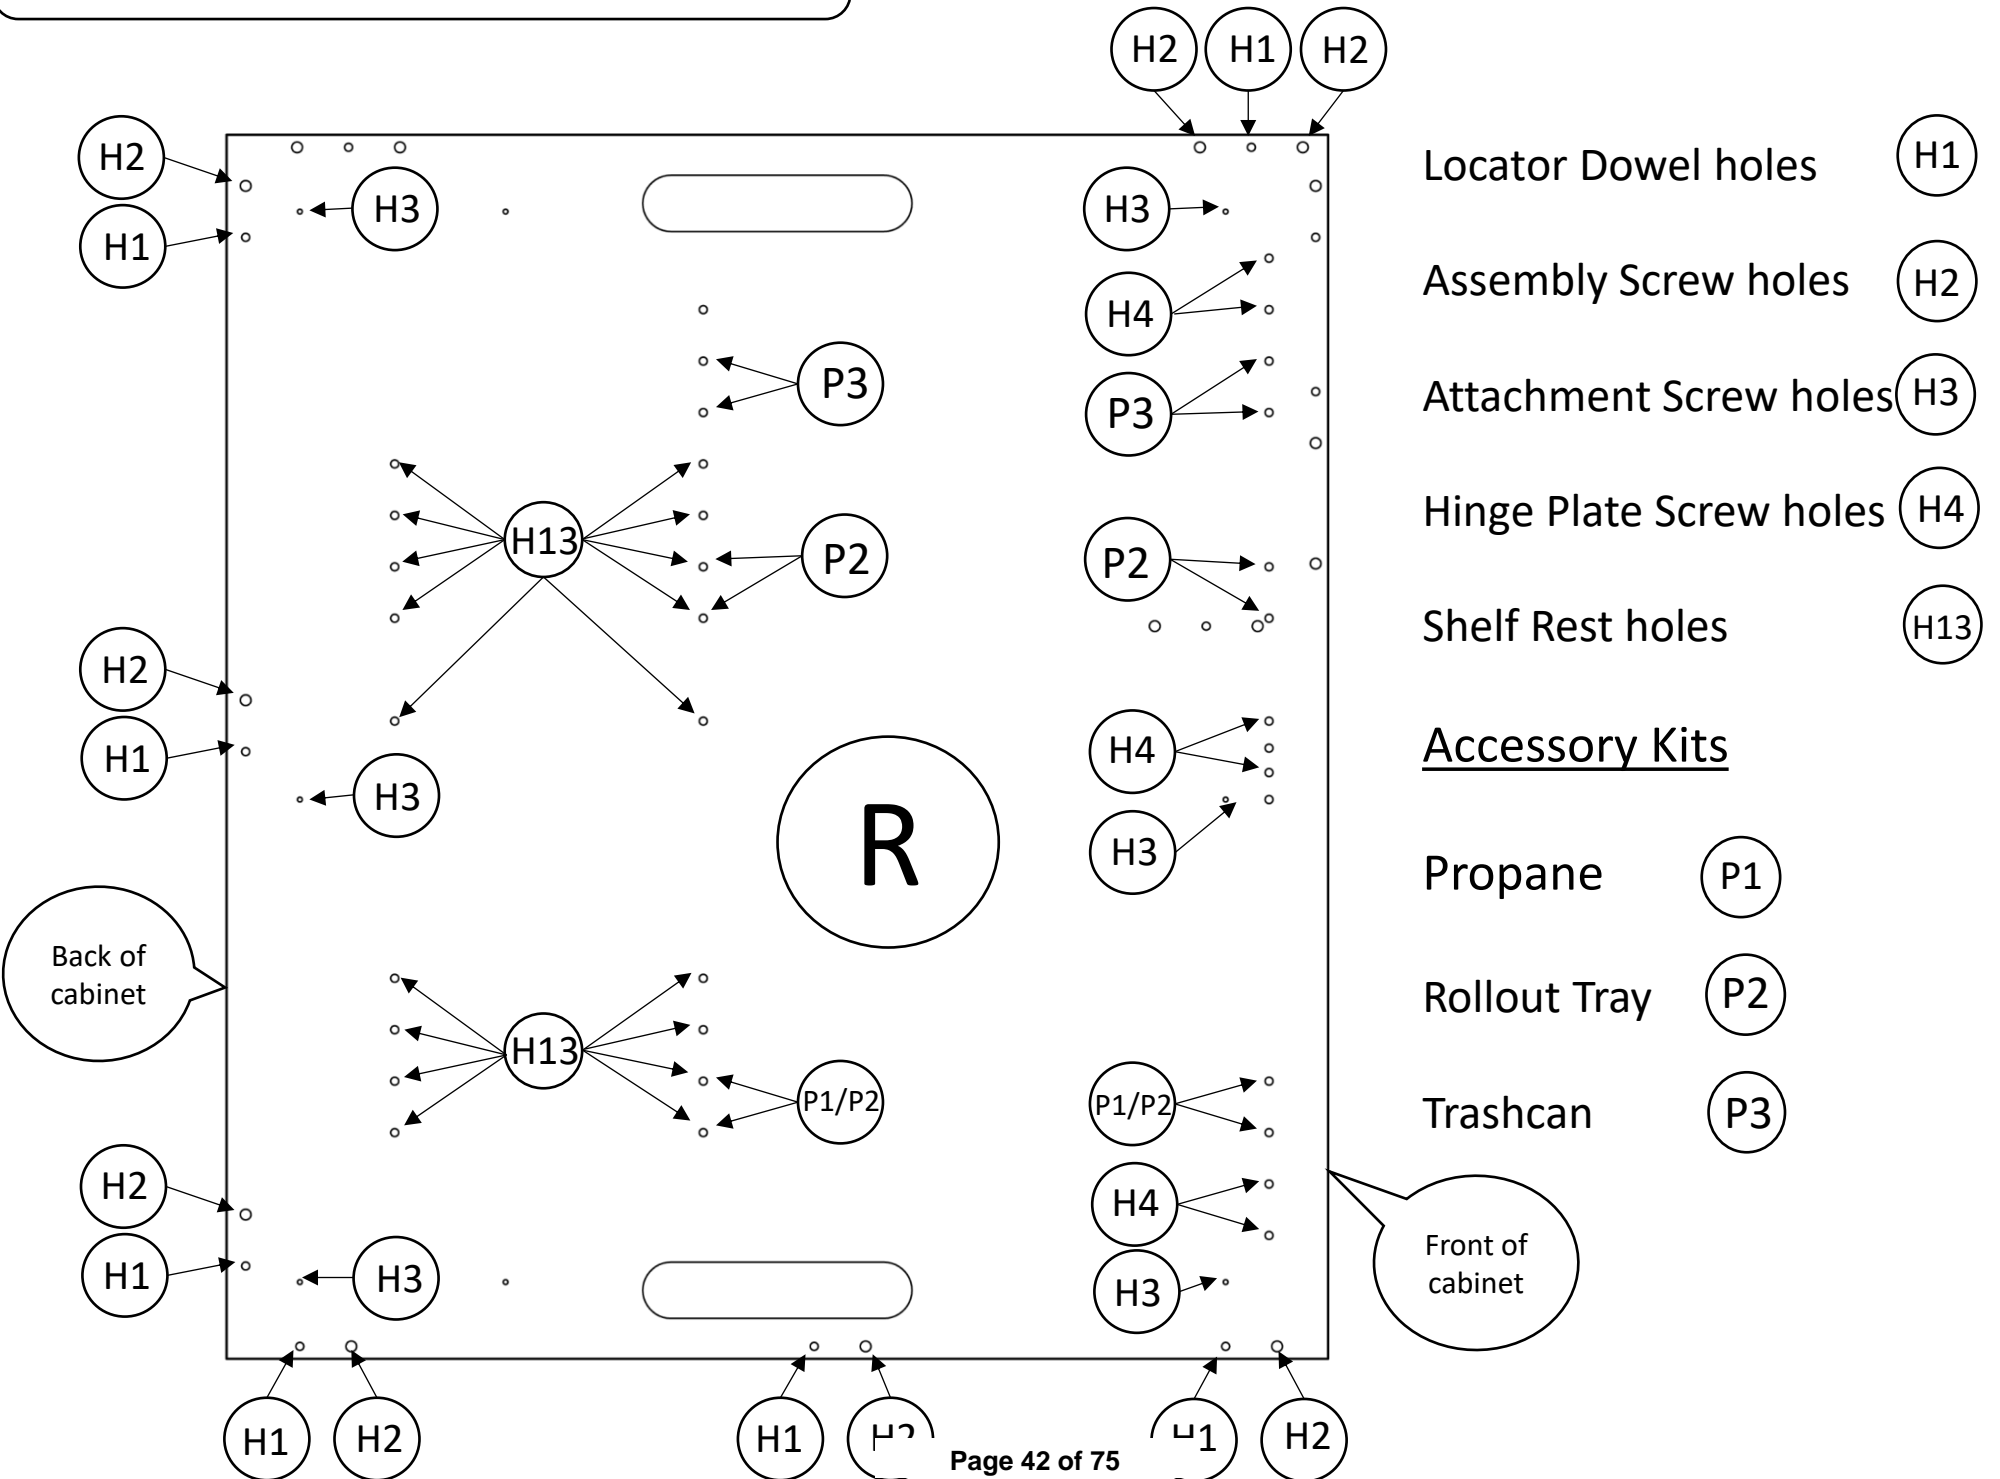 H2 H1 H2
H2
H1
H3
H3
Locator Dowel holes H1
H4
Assembly Screw holes H2
P3
P3
Attachment Screw holes H3
H13
P2
P2
Hinge Plate Screw holes H4
Shelf Rest holes H13
H2
H1
H3
H4
H3
R
Accessory Kits
Propane P1
Back of
cabinet
H13
P1/P2
P1/P2
Rollout Tray P2
Trashcan P3
H2
H1
H3
H4
H3
Front of
cabinet
H1 H2 H1 H2 H1 H2
Page 42 of 75